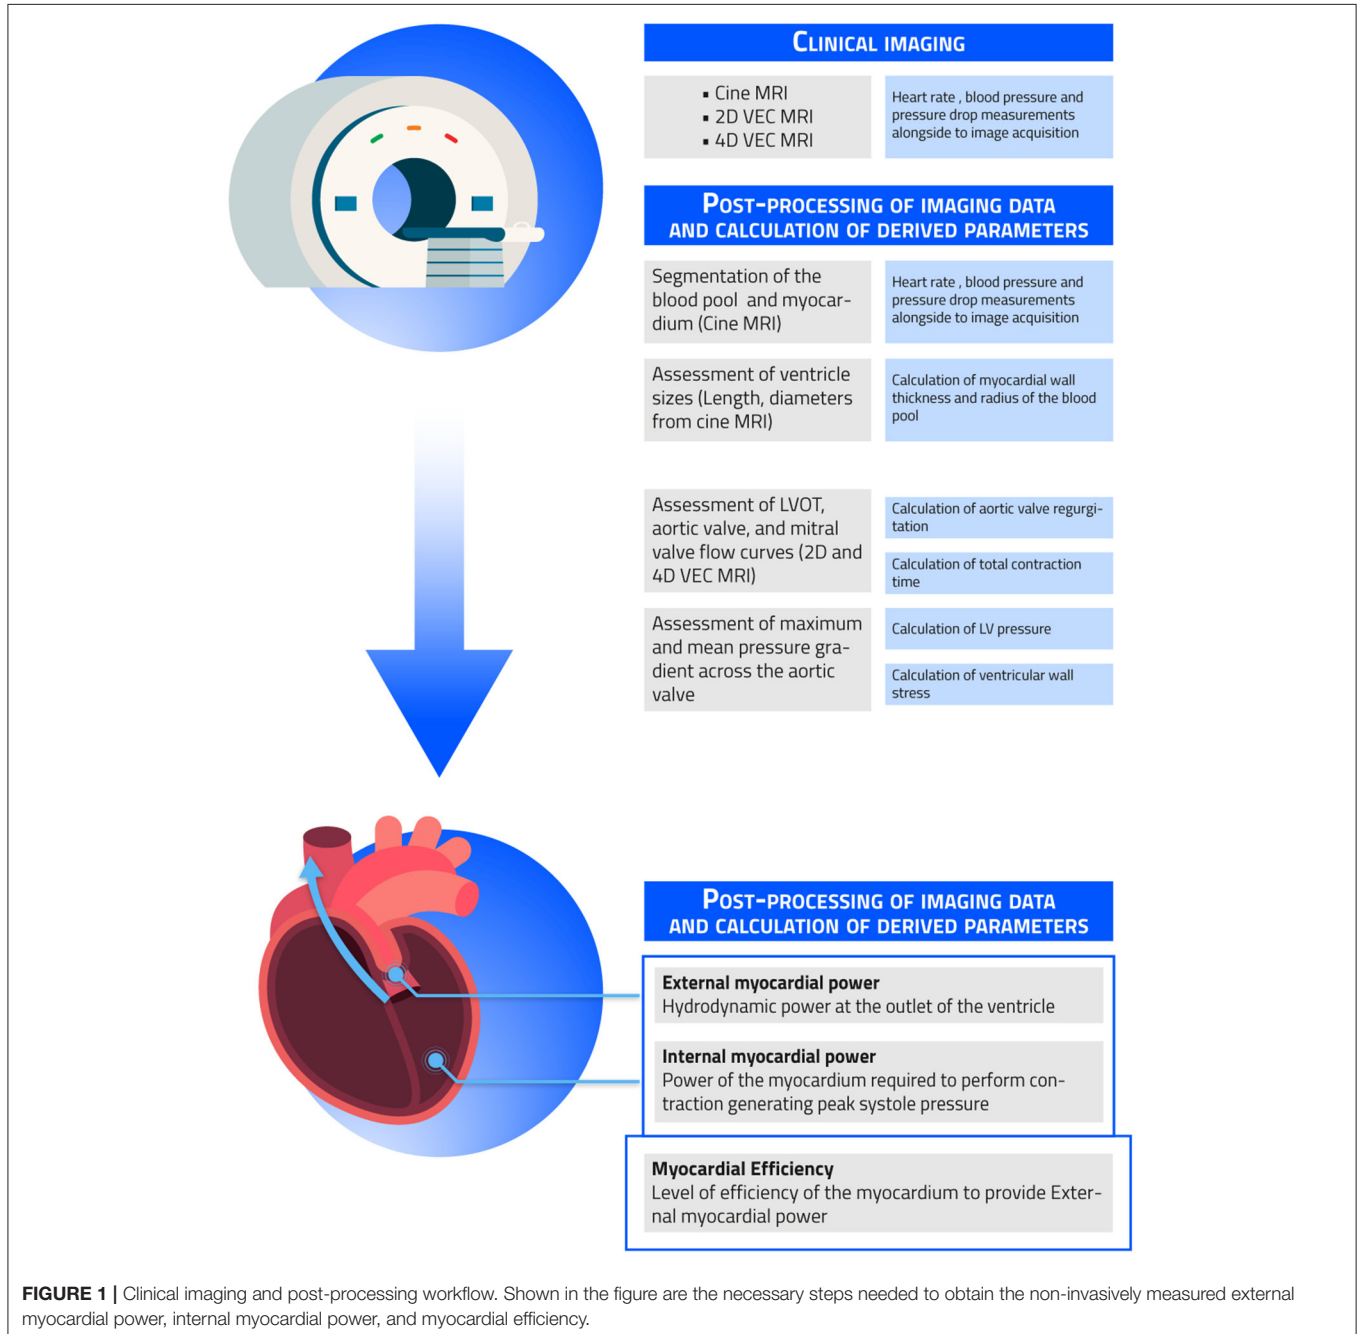 CLINICAL IMAGING
▪ Cine MRI
▪ 2D VEC MRI
▪ 4D VEC MRI
Heart rate , blood pressure and
pressure drop measurements
alongside to image acquisition
POST-PROCESSING OF IMAGING DATA
AND CALCULATION OF DERIVED PARAMETERS
Segmentation of the
blood pool and myocar-
dium (Cine MRI)
Heart rate , blood pressure and
pressure drop measurements
alongside to image acquisition
Assessment of ventricle
sizes (Length, diameters
from cine MRI)
Calculation of myocardial wall
thickness and radius of the blood
pool
Assessment of LVOT,
aortic valve, and mitral
valve flow curves (2D and
4D VEC MRI)
Calculation of aortic valve regurgi-
tation
Calculation of total contraction
time
Assessment of maximum
and mean pressure gra-
dient across the aortic
valve
Calculation of LV pressure
Calculation of ventricular wall
stress
POST-PROCESSING OF IMAGING DATA
AND CALCULATION OF DERIVED PARAMETERS
External myocardial power
Hydrodynamic power at the outlet of the ventricle
Internal myocardial power
Power of the myocardium required to perform con-
traction generating peak systole pressure
Myocardial Efficiency
Level of efficiency of the myocardium to provide Exter-
nal myocardial power
FIGURE 1 | Clinical imaging and post-processing workflow. Shown in the figure are the necessary steps needed to obtain the non-invasively measured external
myocardial power, internal myocardial power, and myocardial efficiency.